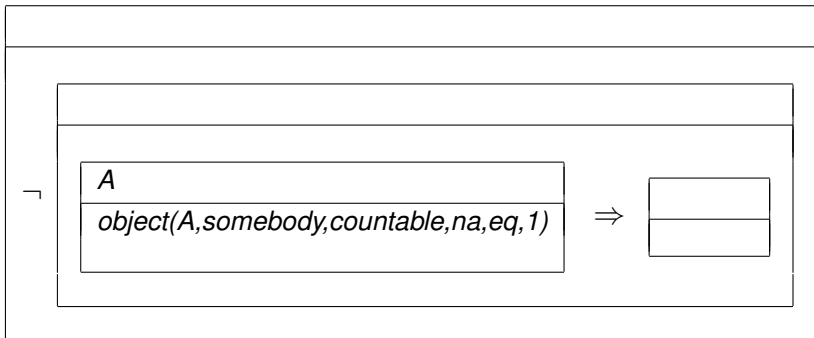 A
¬ object(A,somebody,countable,na,eq,1) ⇒